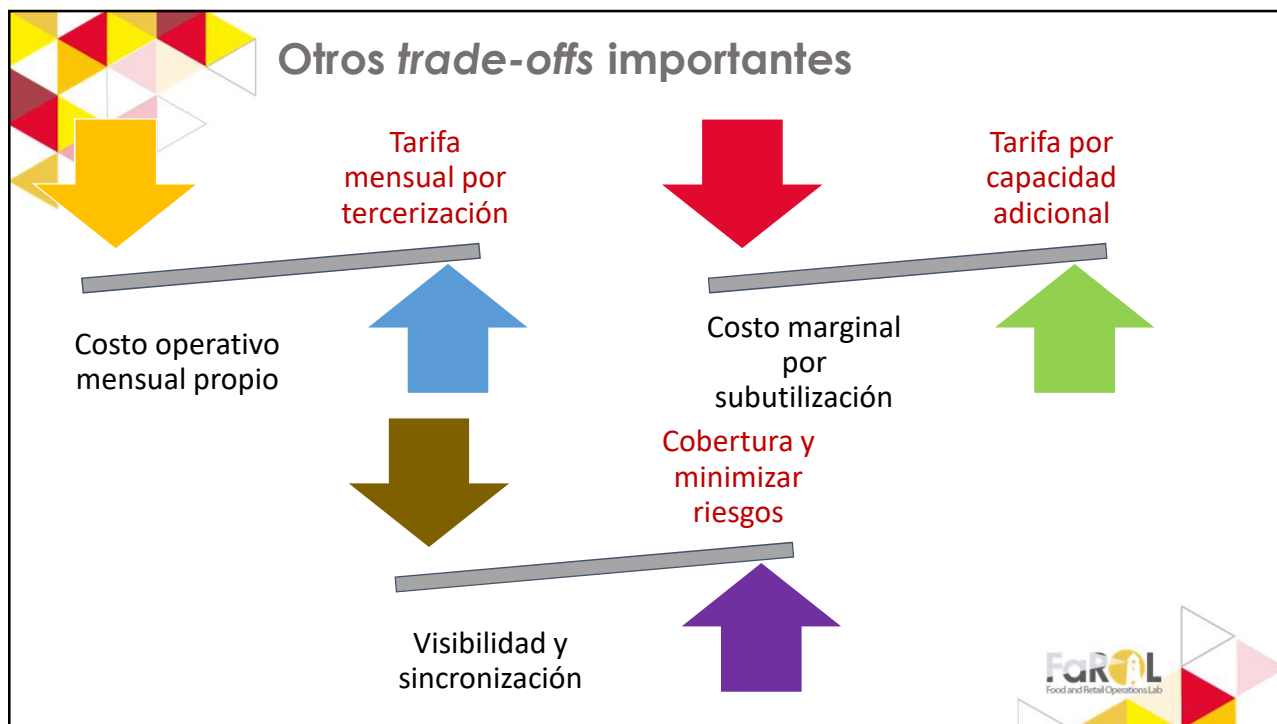 Otros trade-offs importantes
Tarifa
mensual por
tercerización
Costo operativo
mensual propio
Tarifa por
capacidad
adicional
Costo marginal
por
subutilización
Cobertura y
minimizar
riesgos
Visibilidad y
sincronización
FaROL
Food and Retail Operations Lab